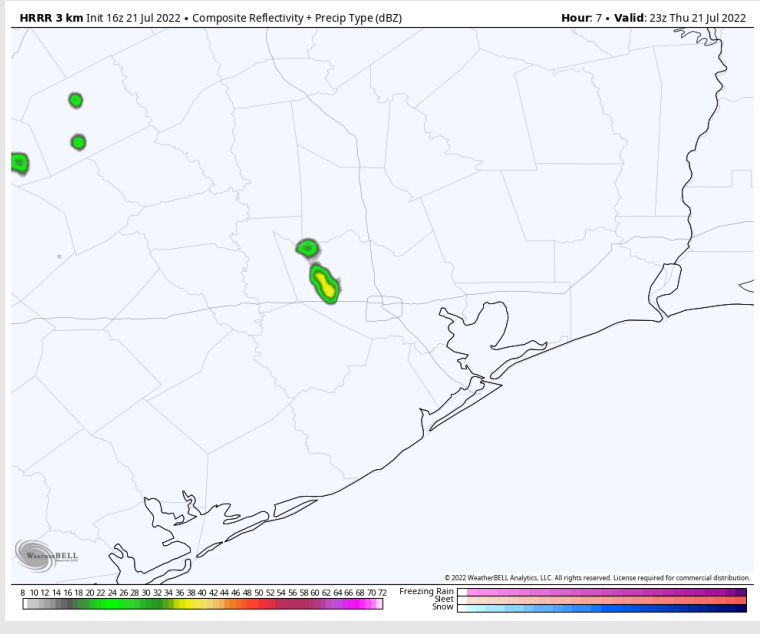 HRRR 3 km Init 16z 21 Jul 2022 • Composite Reflectivity + Precip Type (dBZ) Hour: 7 • Valid: 23z Thu 21 Jul 2022
WEATHERBELL
© 2022 WeatherBELL Analytics, LLC. All rights reserved. License required for commercial distribution.
8 10 12 14 16 18 20 22 24 26 28 30 32 34 36 38 40 42 44 46 48 50 52 53 55 56 58 60 62 64 66 68 70 72
Freezing Rain
Sleet
Snow